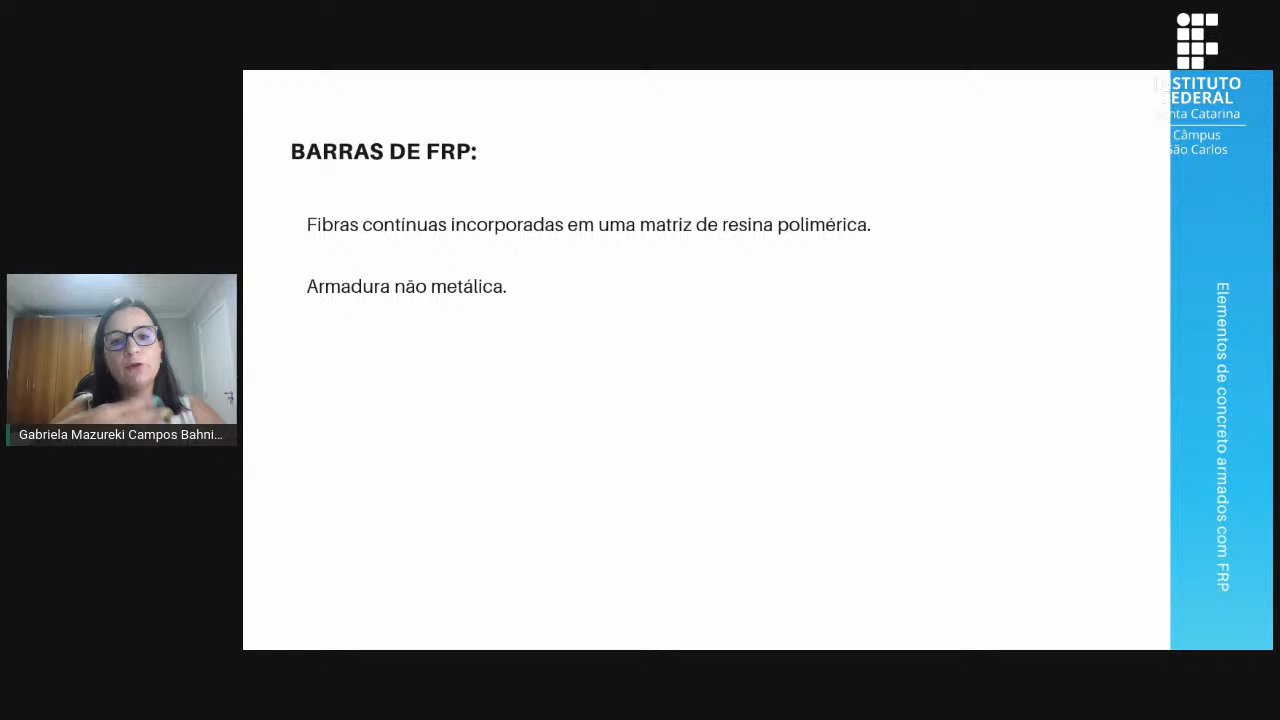 INSTITUTO
FEDERAL
Santa Catarina
Câmpus
São Carlos
BARRAS DE FRP:
Fibras contínuas incorporadas em uma matriz de resina polimérica.
Armadura não metálica.
Elementos de concreto armados com FRP
Gabriela Mazureki Campos Bahni...